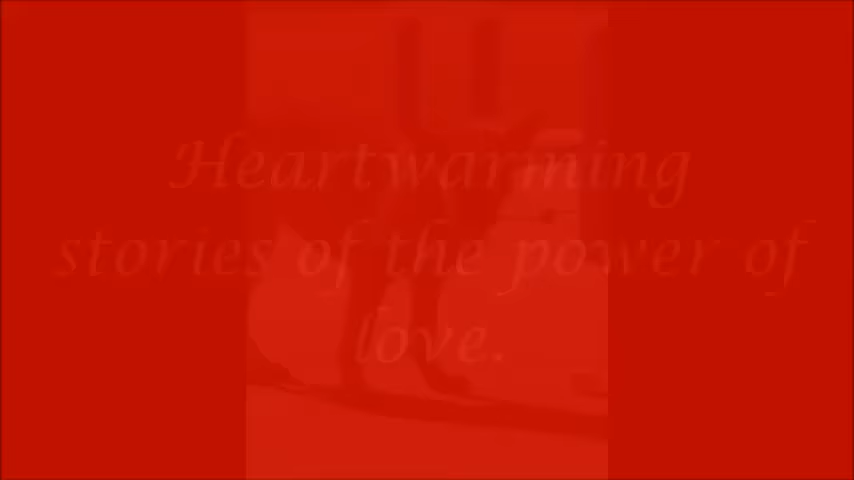 Heartwarming
stories of the power of
love.